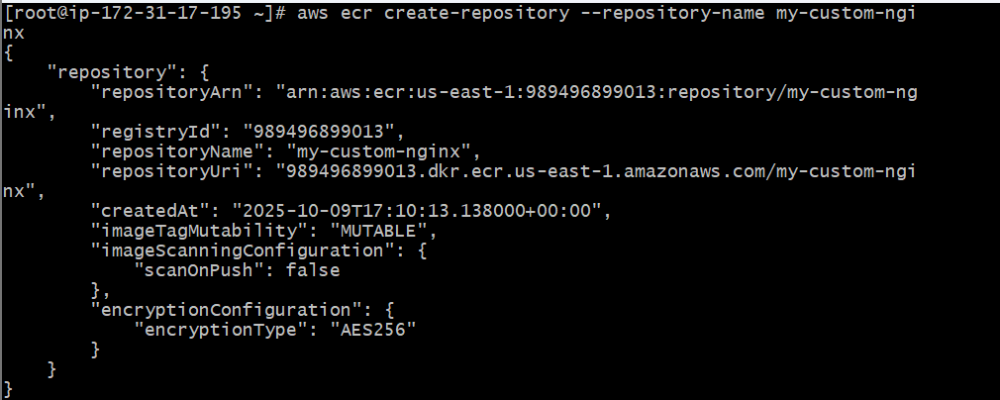 [root@ip-172-31-17-195 ~]# aws ecr create-repository --repository-name my-custom-ngi
nx
{
    "repository": {
        "repositoryArn": "arn:aws:ecr:us-east-1:989496899013:repository/my-custom-ng
inx",
        "registryId": "989496899013",
        "repositoryName": "my-custom-nginx",
        "repositoryUri": "989496899013.dkr.ecr.us-east-1.amazonaws.com/my-custom-ngi
nx",
        "createdAt": "2025-10-09T17:10:13.138000+00:00",
        "imageTagMutability": "MUTABLE",
        "imageScanningConfiguration": {
            "scanOnPush": false
        },
        "encryptionConfiguration": {
            "encryptionType": "AES256"
        }
    }
}